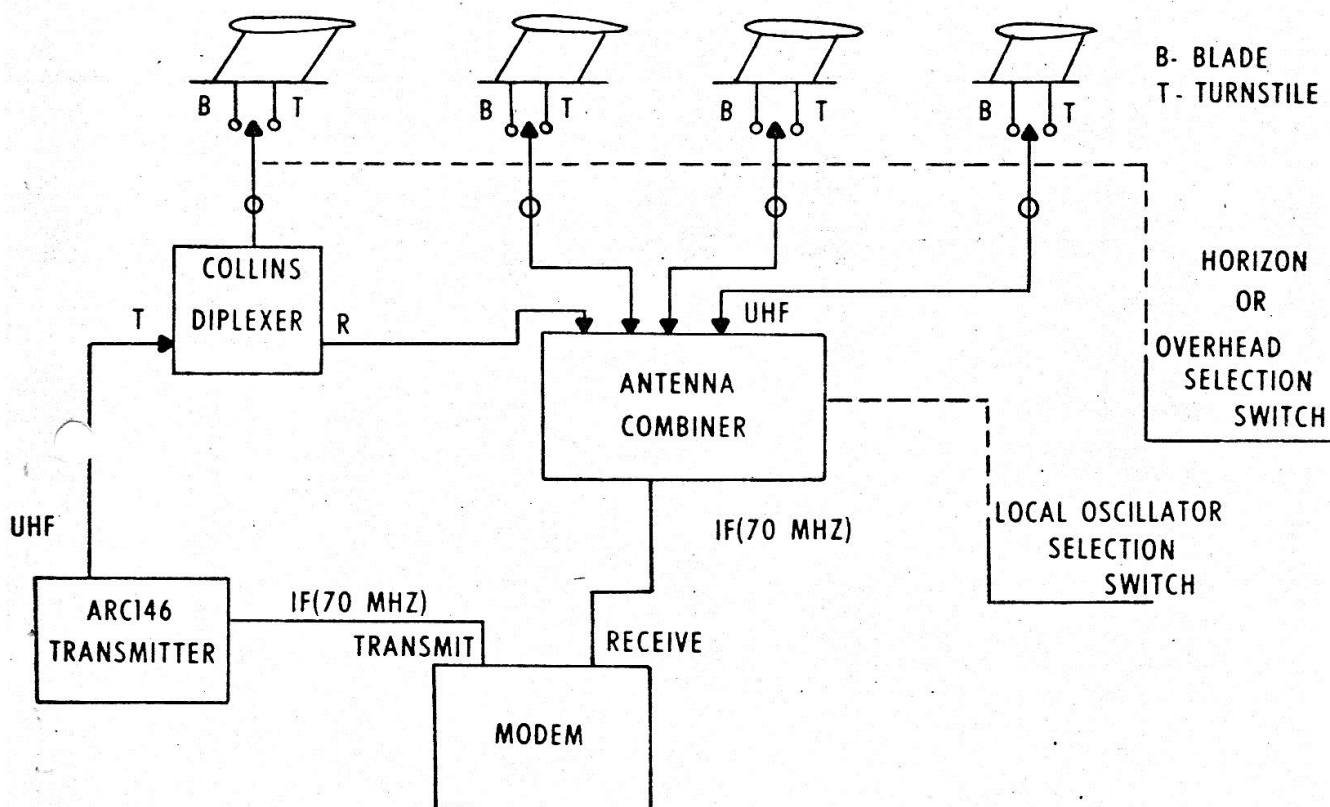 B- BLADE
T- TURNSTILE
B T
B T
B T
B T
COLLINS
DIPLEXER
T
R
UHF
HORIZON
OR
OVERHEAD
SELECTION
SWITCH
ANTENNA
COMBINER
UHF
IF(70 MHZ)
LOCAL OSCILLATOR
SELECTION
SWITCH
ARC146
TRANSMITTER
IF(70 MHZ)
TRANSMIT
RECEIVE
MODEM